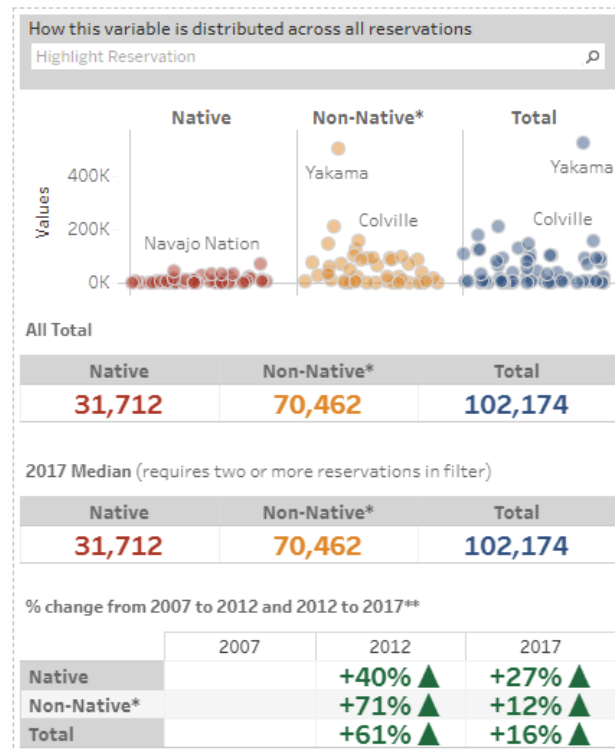 How this variable is distributed across all reservations
Highlight Reservation
Native Non-Native* Total
Values
400K
200K
0K
Yakama Yakama
Colville Colville
Navajo Nation
All Total
Native Non-Native* Total
31,712 70,462 102,174
2017 Median (requires two or more reservations in filter)
Native Non-Native* Total
31,712 70,462 102,174
% change from 2007 to 2012 and 2012 to 2017**
2007 2012 2017
Native +40% ▲ +27% ▲
Non-Native* +71% ▲ +12% ▲
Total +61% ▲ +16% ▲